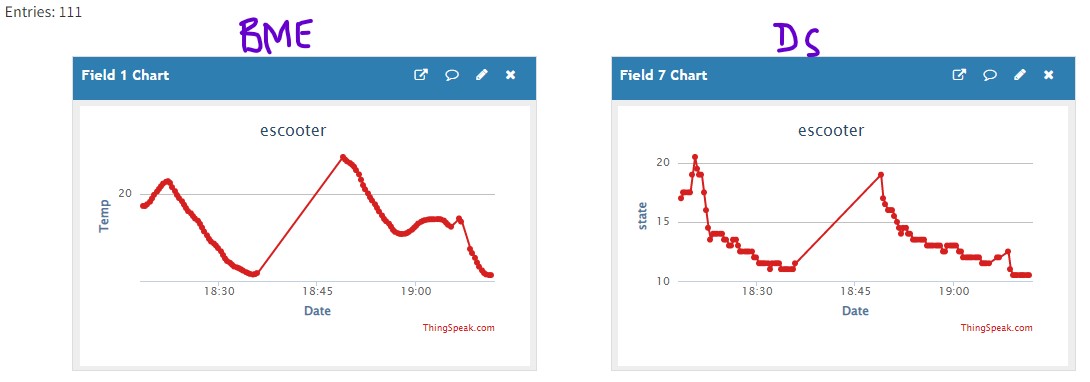 Entries: 111
BME
DS
Field 1 Chart
Field 7 Chart
escooter
escooter
20
Temp
18:30 18:45 19:00
Date
ThingSpeak.com
20
15
10
state
18:30 18:45 19:00
Date
ThingSpeak.com